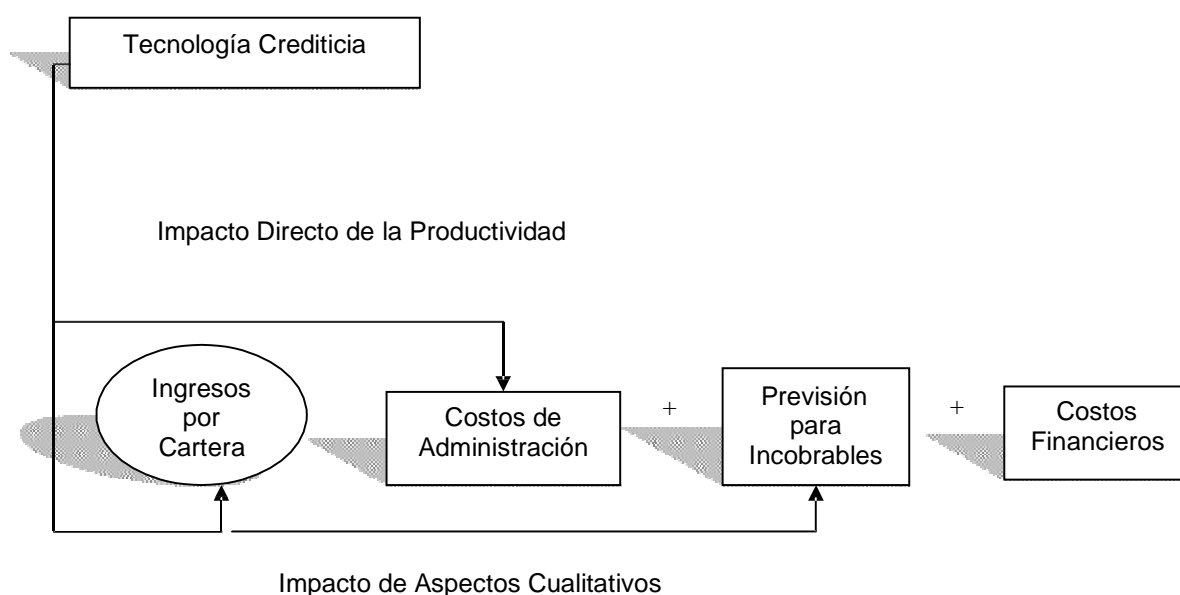 Tecnología Crediticia
Impacto Directo de la Productividad
Ingresos
por
Cartera
Costos de
Administración
+
Previsión
para
Incobrables
+
Costos
Financieros
Impacto de Aspectos Cualitativos